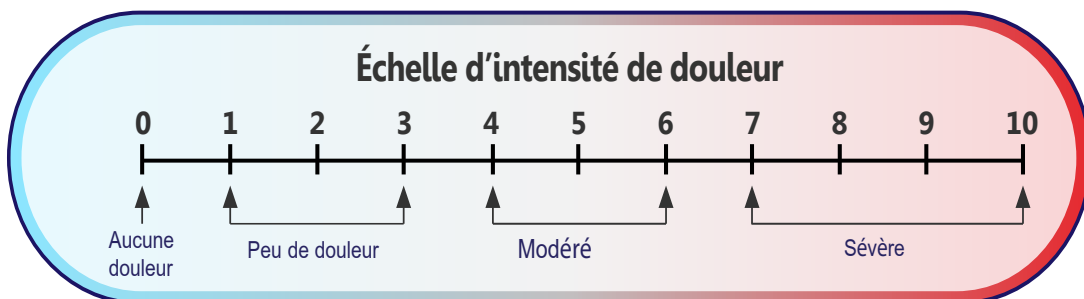 Échelle d’intensité de douleur
0 1 2 3 4 5 6 7 8 9 10
Aucune
douleur
Peu de douleur
Modéré
Sévère